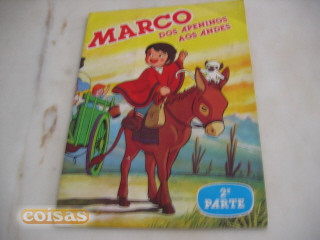 MARCO
DOS APENINOS
AOS ANDES
2ª
PARTE
coisas